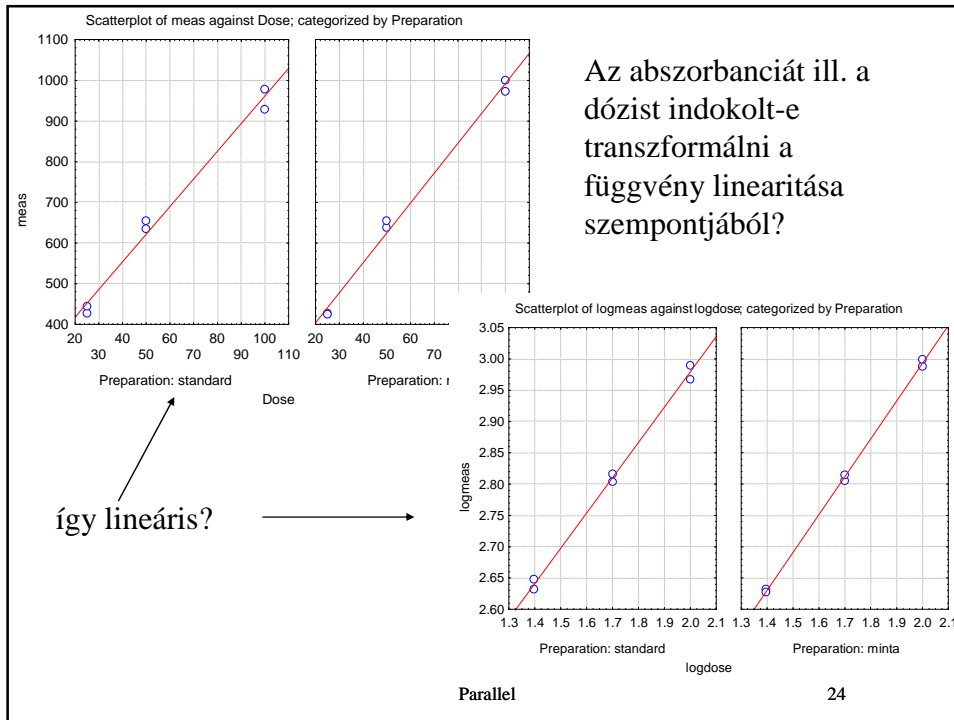 Scatterplot of meas against Dose; categorized by Preparation
meas
1100
1000
900
800
700
600
500
400
20 40 60 80 100
30 50 70 90 110
Preparation: standard
20 40 60 80
30 50 70
Preparation:
Dose
Az abszorbanciát ill. a
dózist indokolt-e
transzformálni a
függvény linearitása
szempontjából?
így lineáris?
Scatterplot of logmeas against logdose; categorized by Preparation
logmeas
3.05
3.00
2.95
2.90
2.85
2.80
2.75
2.70
2.65
2.60
1.3 1.4 1.5 1.6 1.7 1.8 1.9 2.0 2.1
Preparation: standard
1.3 1.4 1.5 1.6 1.7 1.8 1.9 2.0 2.1
Preparation: minta
logdose
Parallel
24